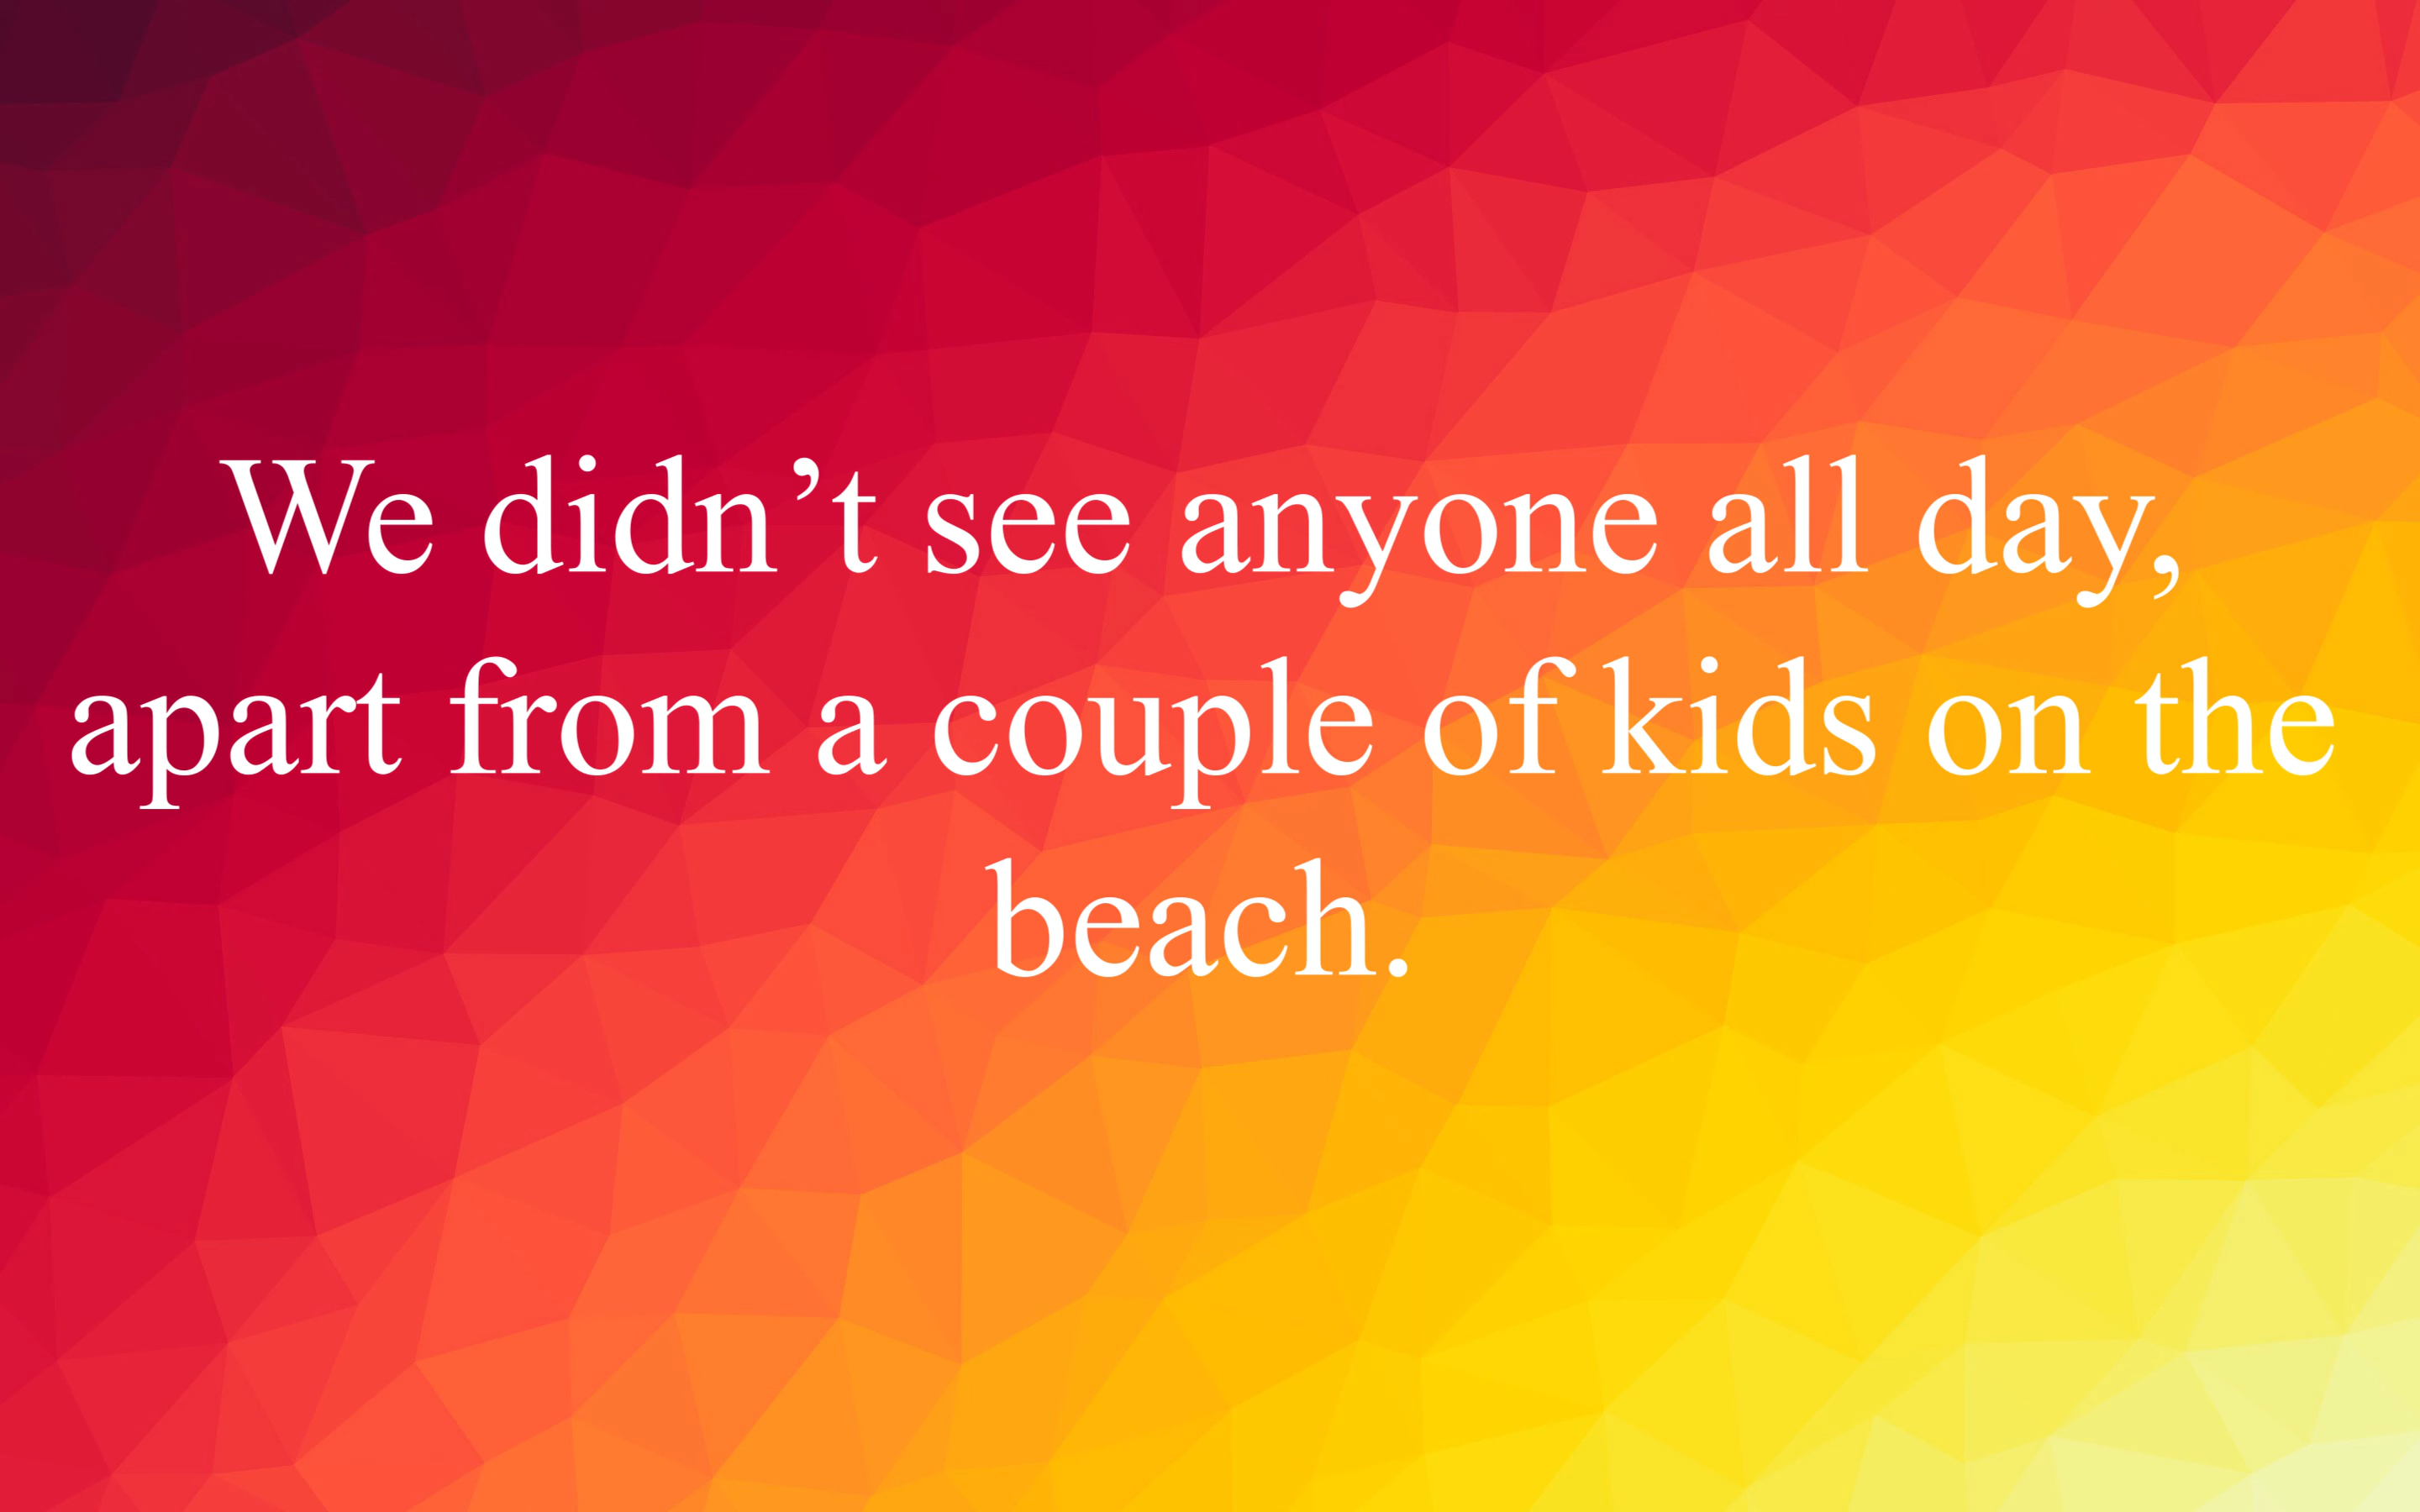 We didn’t see anyone all day,
apart from a couple of kids on the
beach.